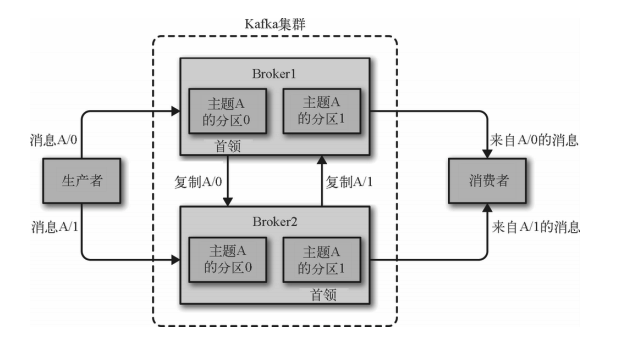 Kafka集群
Broker1
主题A
的分区0
主题A
的分区1
首领
消息A/0
来自A/0的消息
生产者
复制A/0
复制A/1
消费者
消息A/1
来自A/1的消息
Broker2
主题A
的分区0
主题A
的分区1
首领